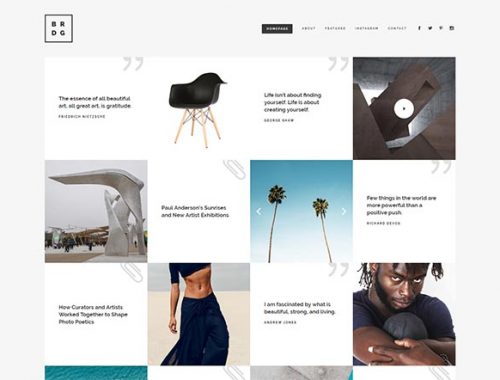 B R
D G
HOMEPAGE ABOUT FEATURES INSTAGRAM CONTACT
The essence of all beautiful
art, all great art, is gratitude.
FRIEDRICH NIETZSCHE
Life isn't about finding
yourself. Life is about
creating yourself.
GEORGE SHAW
Paul Anderson's Sunrises
and New Artist Exhibitions
Few things in the world are
more powerful than a
positive push.
RICHARD DEVOS
How Curators and Artists
Worked Together to Shape
Photo Poetics
I am fascinated by what is
beautiful, strong, and living.
ANDREW JONES